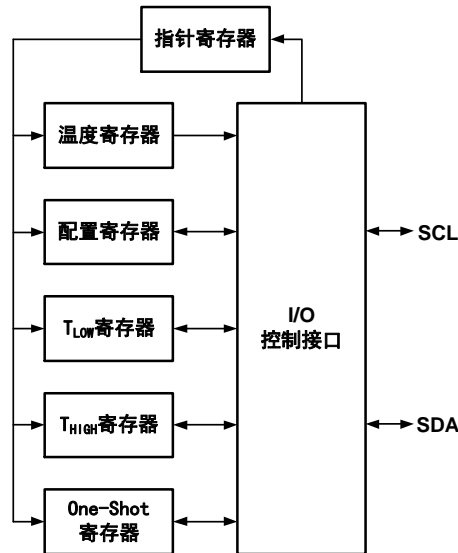 指针寄存器
温度寄存器
配置寄存器
SCL
TLOW寄存器
I/O
控制接口
THIGH寄存器
SDA
One-Shot
寄存器